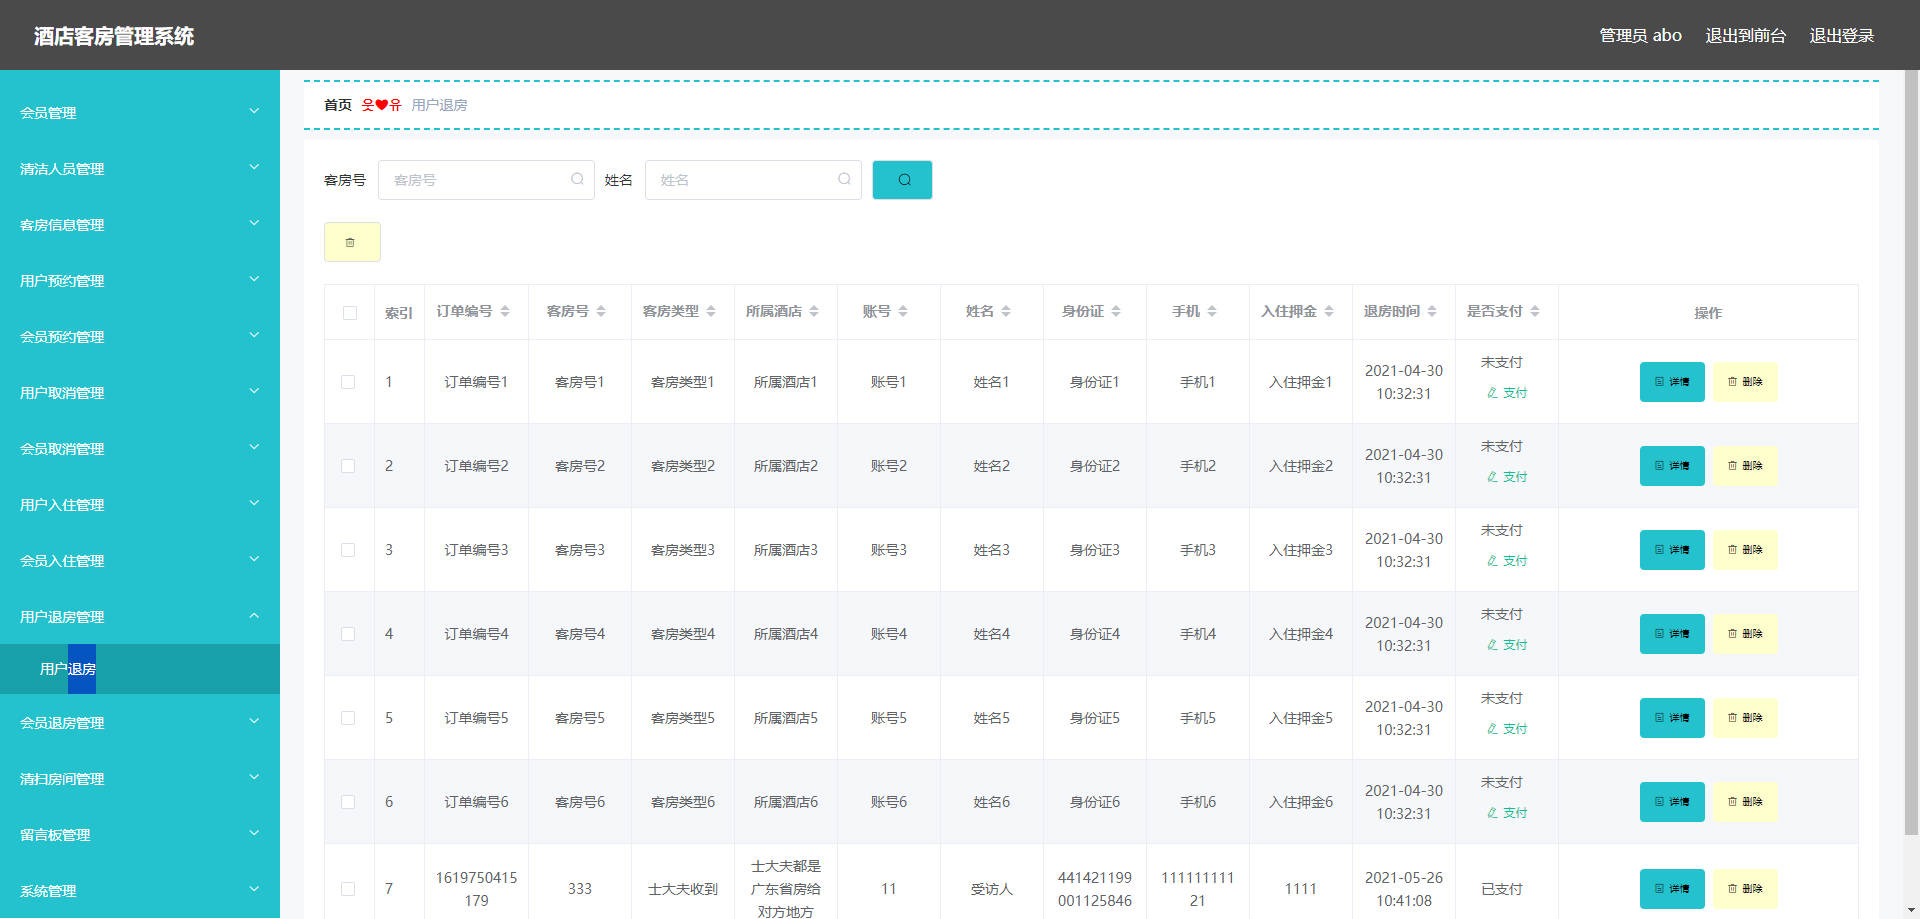 酒店客房管理系统
管理员 abo 退出到前台 退出登录
会员管理
清洁人员管理
客房信息管理
用户预约管理
会员预约管理
用户取消管理
会员取消管理
用户入住管理
会员入住管理
用户退房管理
用户退房
会员退房管理
清扫房间管理
留言板管理
系统管理
首页 웃❤유 用户退房
客房号 客房号 姓名 姓名
索引 订单编号 客房号 客房类型 所属酒店 账号 姓名 身份证 手机 入住押金 退房时间 是否支付 操作
1 订单编号1 客房号1 客房类型1 所属酒店1 账号1 姓名1 身份证1 手机1 入住押金1 2021-04-30 10:32:31 未支付 支付 详情 删除
2 订单编号2 客房号2 客房类型2 所属酒店2 账号2 姓名2 身份证2 手机2 入住押金2 2021-04-30 10:32:31 未支付 支付 详情 删除
3 订单编号3 客房号3 客房类型3 所属酒店3 账号3 姓名3 身份证3 手机3 入住押金3 2021-04-30 10:32:31 未支付 支付 详情 删除
4 订单编号4 客房号4 客房类型4 所属酒店4 账号4 姓名4 身份证4 手机4 入住押金4 2021-04-30 10:32:31 未支付 支付 详情 删除
5 订单编号5 客房号5 客房类型5 所属酒店5 账号5 姓名5 身份证5 手机5 入住押金5 2021-04-30 10:32:31 未支付 支付 详情 删除
6 订单编号6 客房号6 客房类型6 所属酒店6 账号6 姓名6 身份证6 手机6 入住押金6 2021-04-30 10:32:31 未支付 支付 详情 删除
7 1619750415179 333 士大夫收到 士大夫都是广东省房给对方地方 11 受访人 441421199001125846 11111111121 1111 2021-05-26 10:41:08 已支付 详情 删除